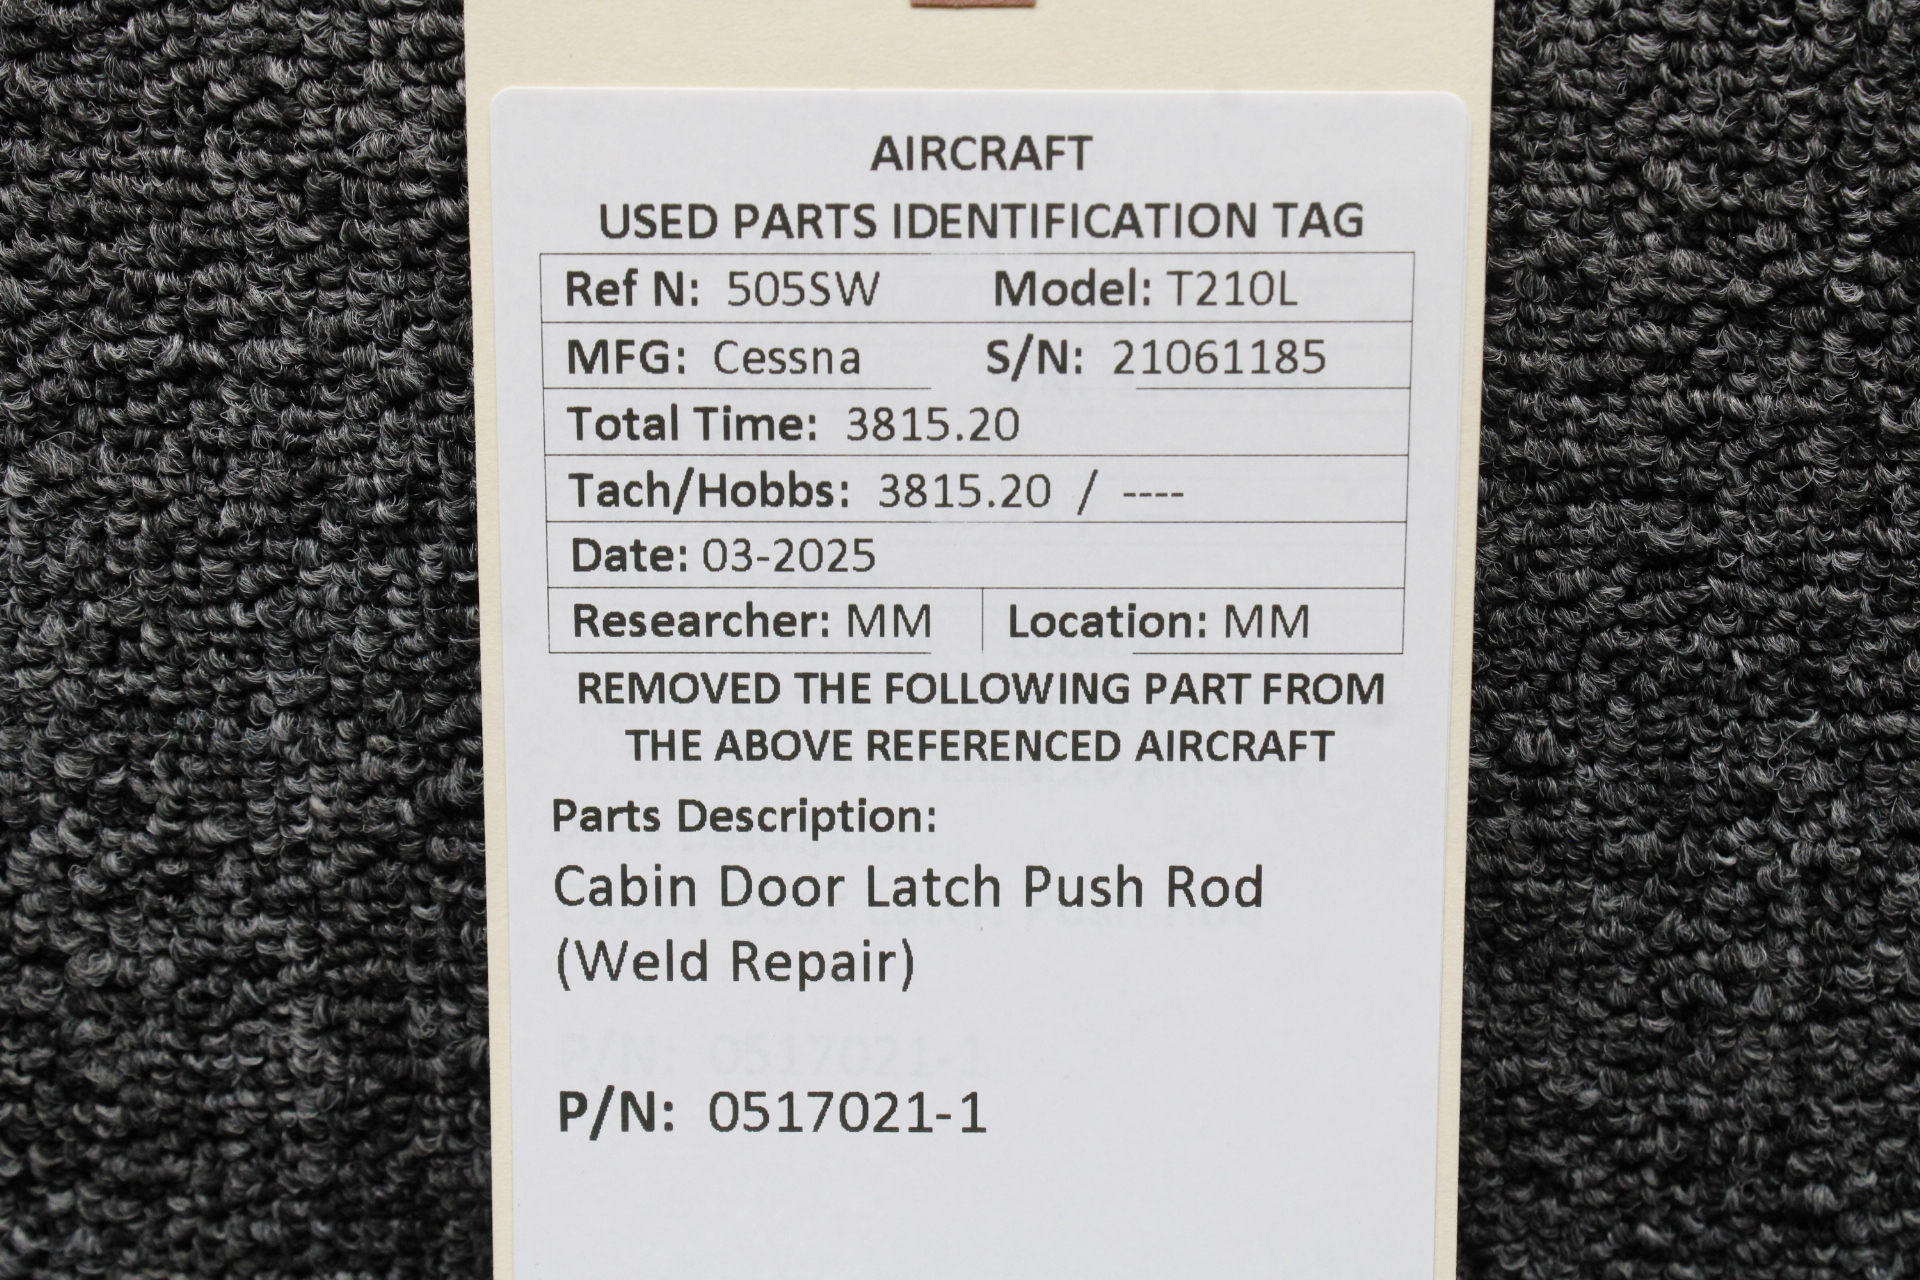 AIRCRAFT
USED PARTS IDENTIFICATION TAG
Ref N: 505SW Model: T210L
MFG: Cessna S/N: 21061185
Total Time: 3815.20
Tach/Hobbs: 3815.20 / ----
Date: 03-2025
Researcher: MM Location: MM
REMOVED THE FOLLOWING PART FROM
THE ABOVE REFERENCED AIRCRAFT
Parts Description:
Cabin Door Latch Push Rod
(Weld Repair)
P/N: 0517021-1